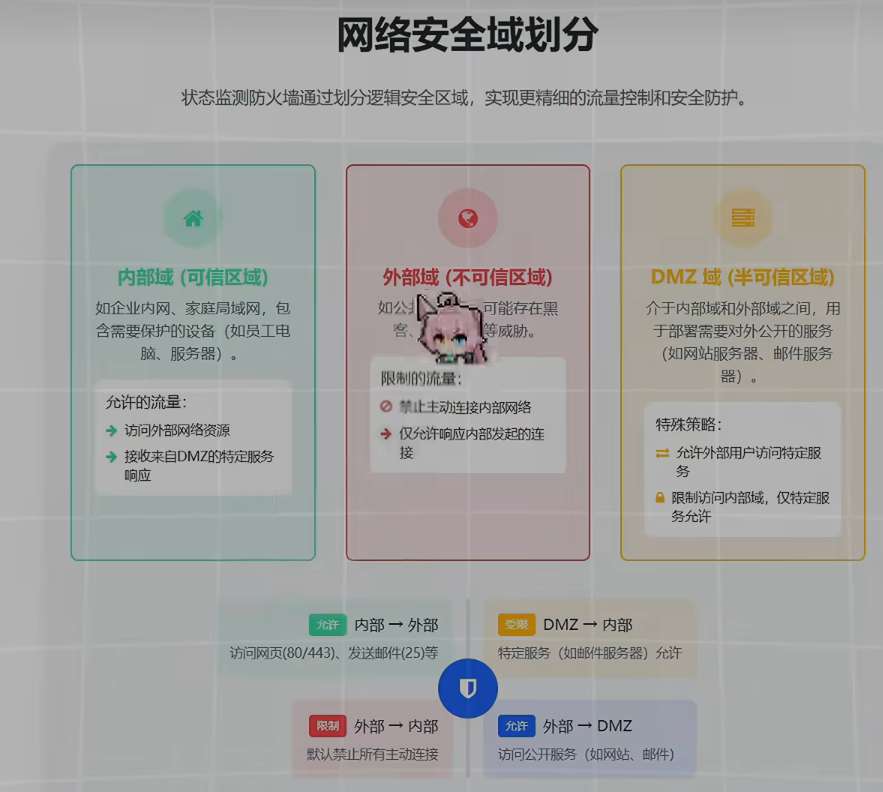 网络安全域划分
状态监测防火墙通过划分逻辑安全区域，实现更精细的流量控制和安全防护。
内部域 (可信区域)
如企业内网、家庭局域网，包
含需要保护的设备（如员工电
脑、服务器）。
允许的流量：
访问外部网络资源
接收来自DMZ的特定服务
响应
外部域 (不可信区域)
如公 可能存在黑
客、 等威胁。
限制的流量：
禁止主动连接内部网络
仅允许响应内部发起的连
接
DMZ 域 (半可信区域)
介于内部域和外部域之间，用
于部署需要对外公开的服务
（如网站服务器、邮件服务
器）。
特殊策略：
允许外部用户访问特定服
务
限制访问内部域，仅特定服
务允许
允许 内部 → 外部
访问网页(80/443)、发送邮件(25)等
受限 DMZ → 内部
特定服务（如邮件服务器）允许
限制 外部 → 内部
默认禁止所有主动连接
允许 外部 → DMZ
访问公开服务（如网站、邮件）